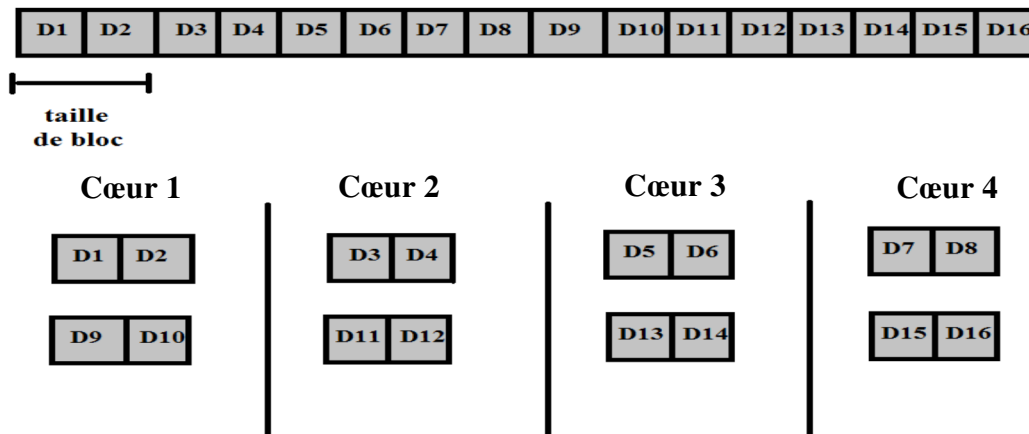 D1 D2 D3 D4 D5 D6 D7 D8 D9 D10 D11 D12 D13 D14 D15 D16
taille
de bloc
Cœur 1 Cœur 2 Cœur 3 Cœur 4
D1 D2 D3 D4 D5 D6 D7 D8
D9 D10 D11 D12 D13 D14 D15 D16